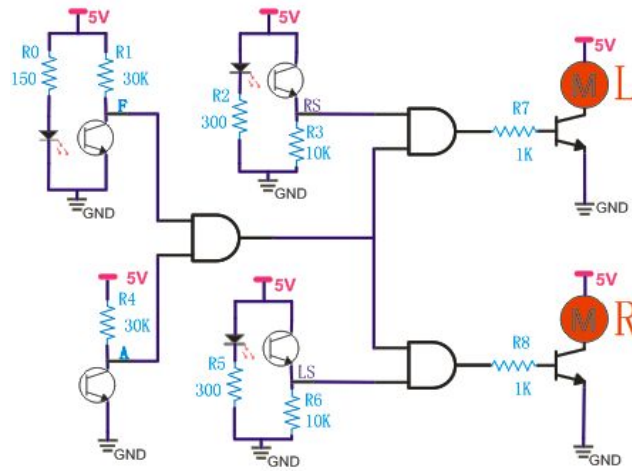 5V
R0
150
R1
30K
F
GND
5V
R2
300
RS
R3
10K
GND
R7
1K
5V
M
L
GND
5V
R4
30K
A
GND
5V
R5
300
LS
R6
10K
GND
R8
1K
5V
M
R
GND